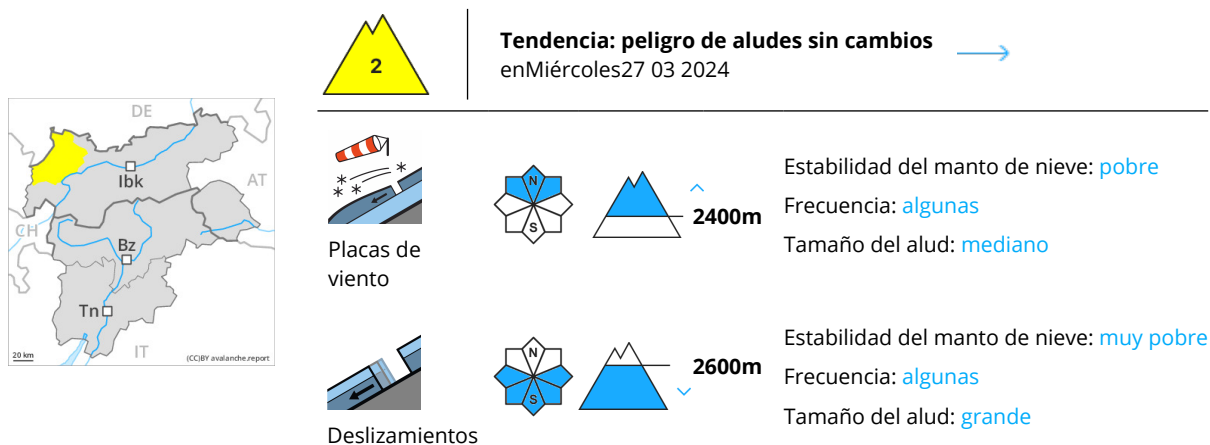 2
Tendencia: peligro de aludes sin cambios
enMiércoles27 03 2024
DE
AT
CH
IT
Ibk
Bz
Tn
20 km
(CC)BY avalanche.report
N
S
2400m
Placas de
viento
Estabilidad del manto de nieve: pobre
Frecuencia: algunas
Tamaño del alud: mediano
N
S
2600m
Deslizamientos
Estabilidad del manto de nieve: muy pobre
Frecuencia: algunas
Tamaño del alud: grande